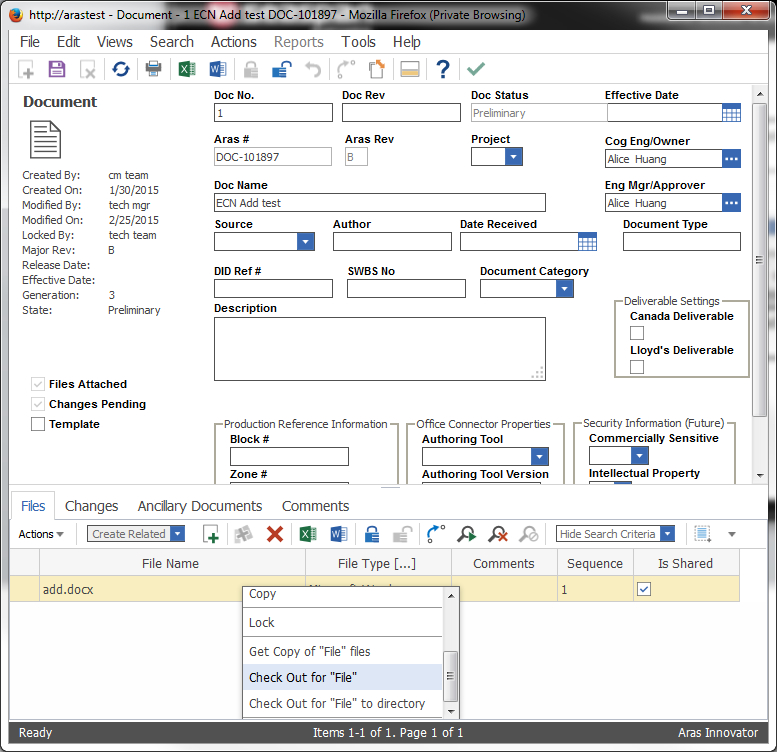 http://arastest - Document - 1 ECN Add test DOC-101897 - Mozilla Firefox (Private Browsing)
File Edit Views Search Actions Reports Tools Help
Document
Doc No. Doc Rev Doc Status Effective Date
1 Preliminary
Aras # Aras Rev Project Cog Eng/Owner
DOC-101897 B Alice Huang
Created By: cm team
Created On: 1/30/2015
Modified By: tech mgr
Modified On: 2/25/2015
Locked By: tech team
Major Rev: B
Release Date:
Effective Date:
Generation: 3
State: Preliminary
Doc Name Eng Mgr/Approver
ECN Add test Alice Huang
Source Author Date Received Document Type
DID Ref # SWBS No Document Category
Description
Deliverable Settings
Canada Deliverable
Lloyd's Deliverable
Files Attached
Changes Pending
Template
Production Reference Information Office Connector Properties Security Information (Future)
Block # Authoring Tool Commercially Sensitive
Zone # Authoring Tool Version Intellectual Property
Files Changes Ancillary Documents Comments
Actions Create Related Hide Search Criteria
File Name File Type [...] Comments Sequence Is Shared
add.docx 1
Copy
Lock
Get Copy of "File" files
Check Out for "File"
Check Out for "File" to directory
Ready Items 1-1 of 1. Page 1 of 1 Aras Innovator